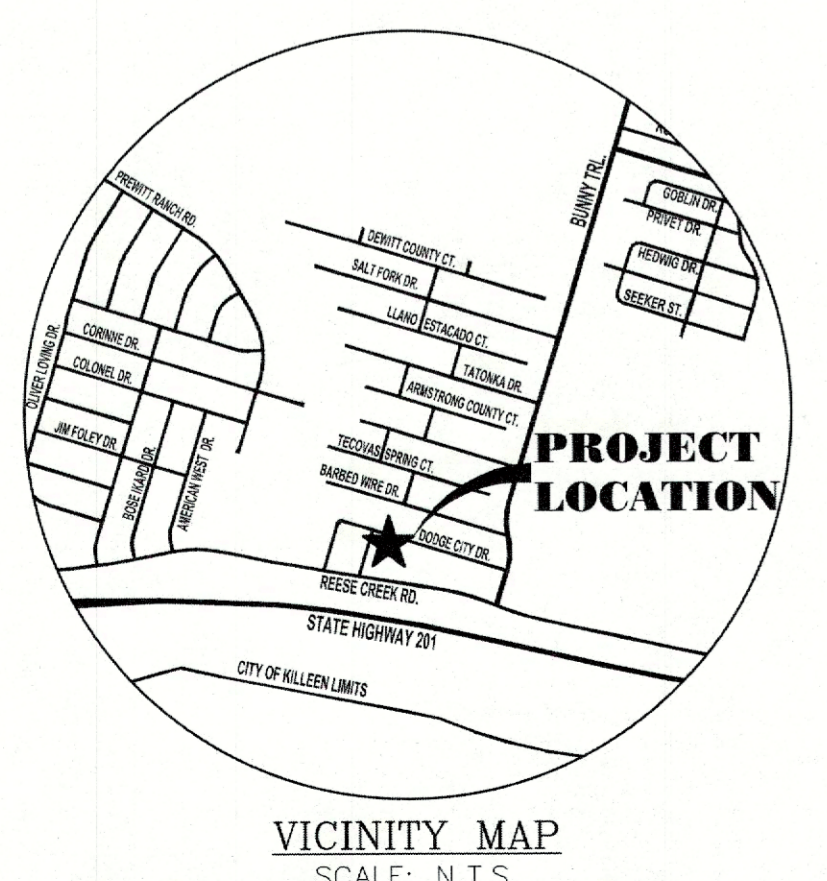 PREWITT RANCH RD.
BUNNY TRL.
GOBLIN DR.
PRIVET DR.
HEDWIG DR.
SEEKER ST.
DEWITT COUNTY CT.
SALT FORK DR.
LLANO ESTACADO CT.
TATONKA DR.
ARMSTRONG COUNTY CT.
OLIVER LOVING DR.
CORINNE DR.
COLONEL DR.
JIM FOLEY DR
BOSE IKARD DR.
AMERICAN WEST DR.
TECOVAS SPRING CT.
BARBED WIRE DR.
PROJECT
LOCATION
DODGE CITY DR.
REESE CREEK RD.
STATE HIGHWAY 201
CITY OF KILLEEN LIMITS
VICINITY MAP
SCALE: N.T.S.